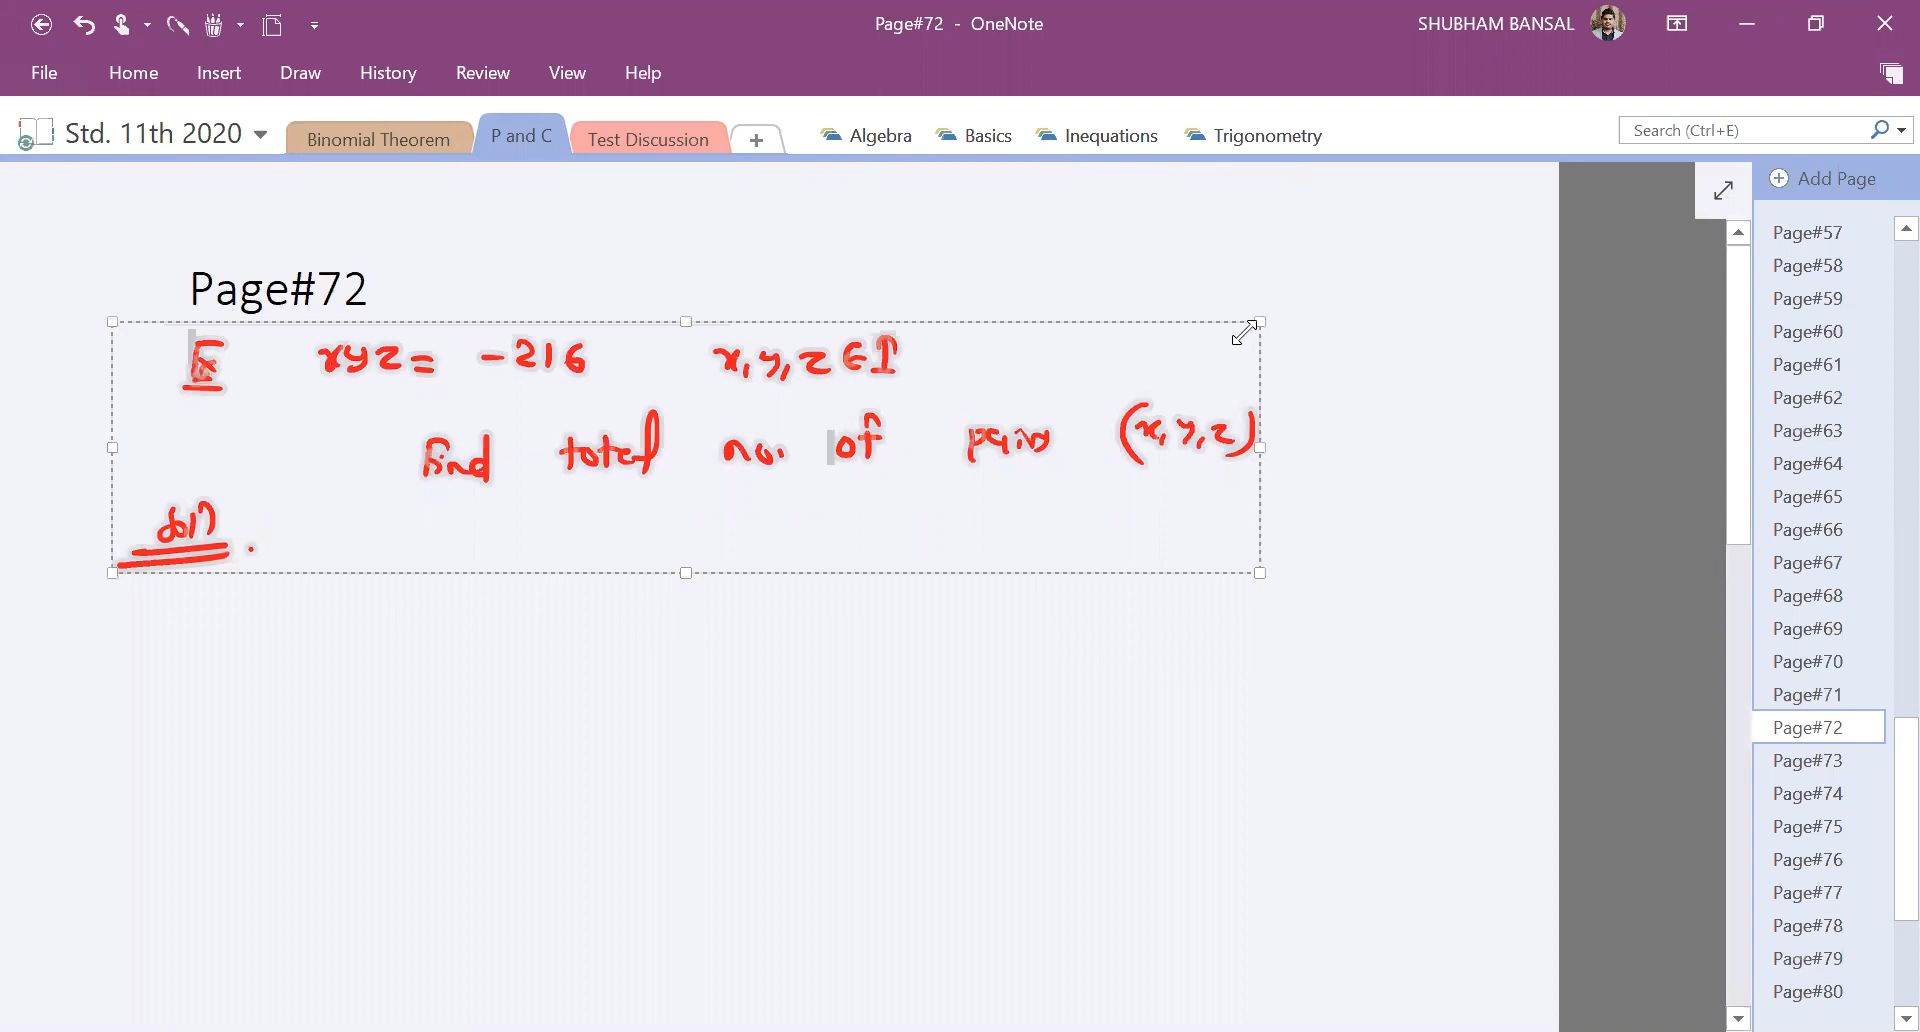 Page#72 - OneNote
SHUBHAM BANSAL
File Home Insert Draw History Review View Help
Std. 11th 2020
Binomial Theorem P and C Test Discussion +
Algebra Basics Inequations Trigonometry
Search (Ctrl+E)
Add Page
Page#72
Ex xyz = -216 x, y, z ∈ I
Find total no. of pairs (x, y, z)
Sol?
Page#57
Page#58
Page#59
Page#60
Page#61
Page#62
Page#63
Page#64
Page#65
Page#66
Page#67
Page#68
Page#69
Page#70
Page#71
Page#72
Page#73
Page#74
Page#75
Page#76
Page#77
Page#78
Page#79
Page#80